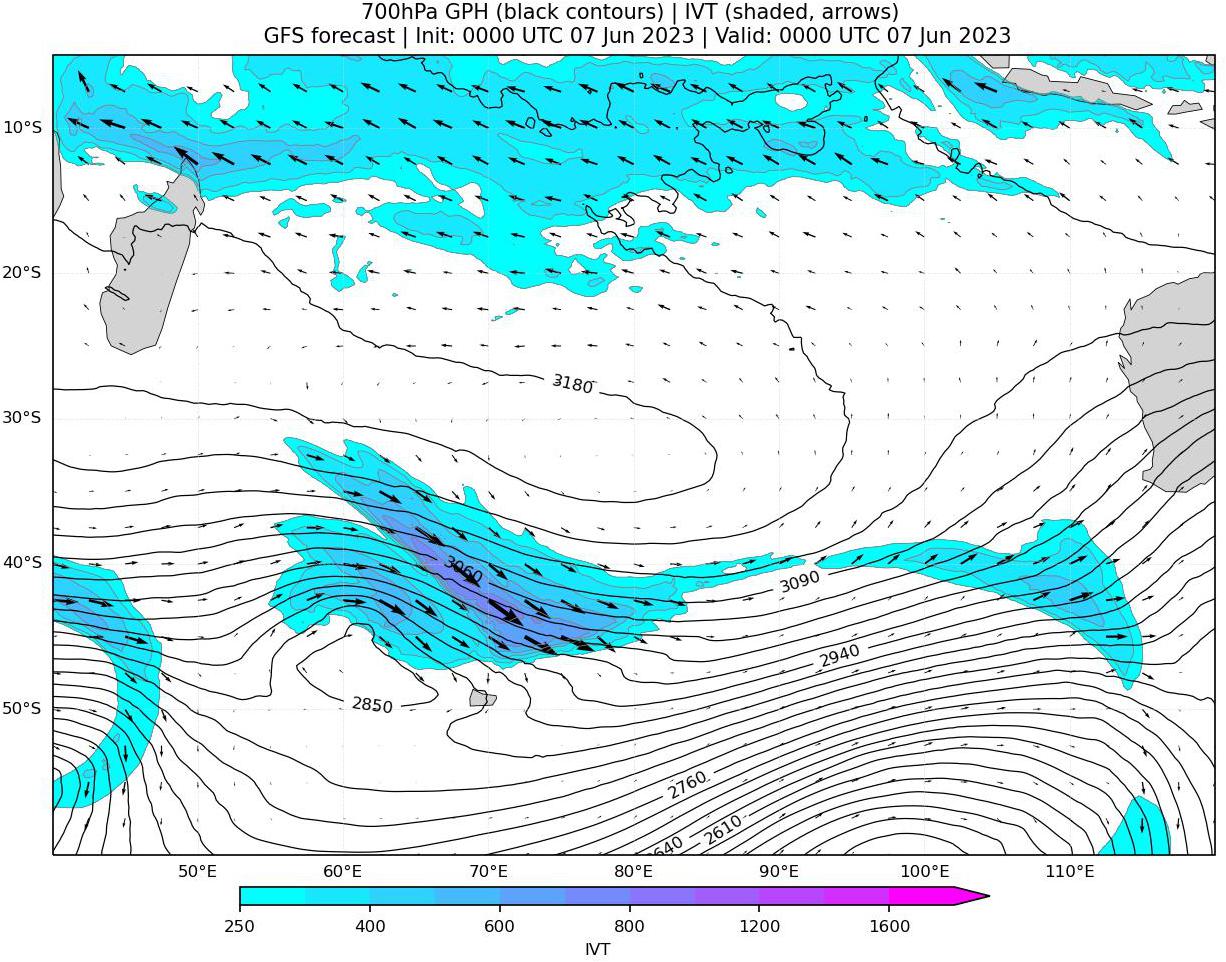 700hPa GPH (black contours) | IVT (shaded, arrows)
GFS forecast | Init: 0000 UTC 07 Jun 2023 | Valid: 0000 UTC 07 Jun 2023
10°S
20°S
3180
30°S
3060
40°S
3090
2940
2850
50°S
2760
2610
640
50°E 60°E 70°E 80°E 90°E 100°E 110°E
250 400 600 800 1200 1600
IVT